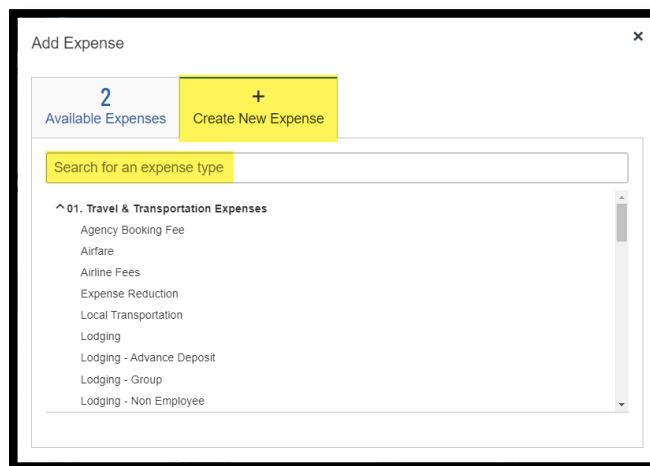 Add Expense
×
2
Available Expenses
+
Create New Expense
Search for an expense type
01. Travel & Transportation Expenses
Agency Booking Fee
Airfare
Airline Fees
Expense Reduction
Local Transportation
Lodging
Lodging - Advance Deposit
Lodging - Group
Lodging - Non Employee